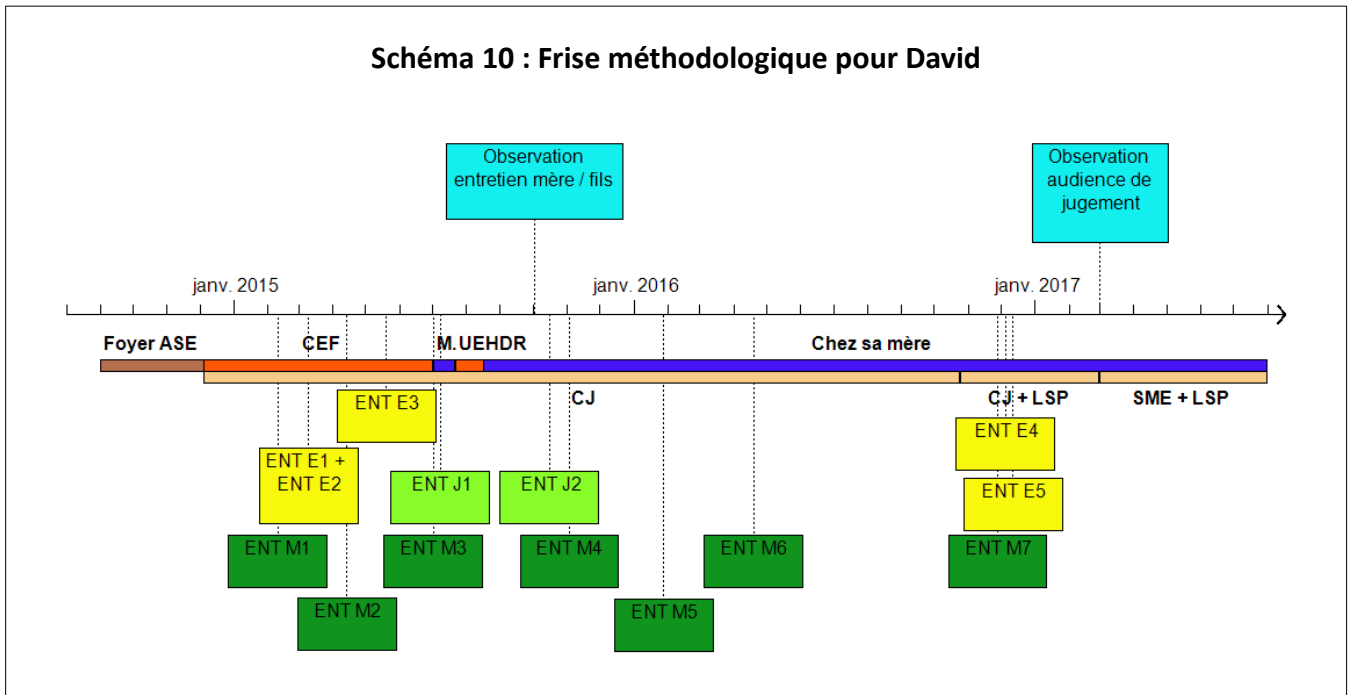 Schéma 10 : Frise méthodologique pour David
Observation
entretien mère / fils
Observation
audience de
jugement
janv. 2015
janv. 2016
janv. 2017
Foyer ASE
CEF
M.
UEHDR
Chez sa mère
CJ
CJ + LSP
SME + LSP
ENT E3
ENT E4
ENT E1 +
ENT E2
ENT J1
ENT J2
ENT E5
ENT M1
ENT M3
ENT M4
ENT M6
ENT M7
ENT M2
ENT M5